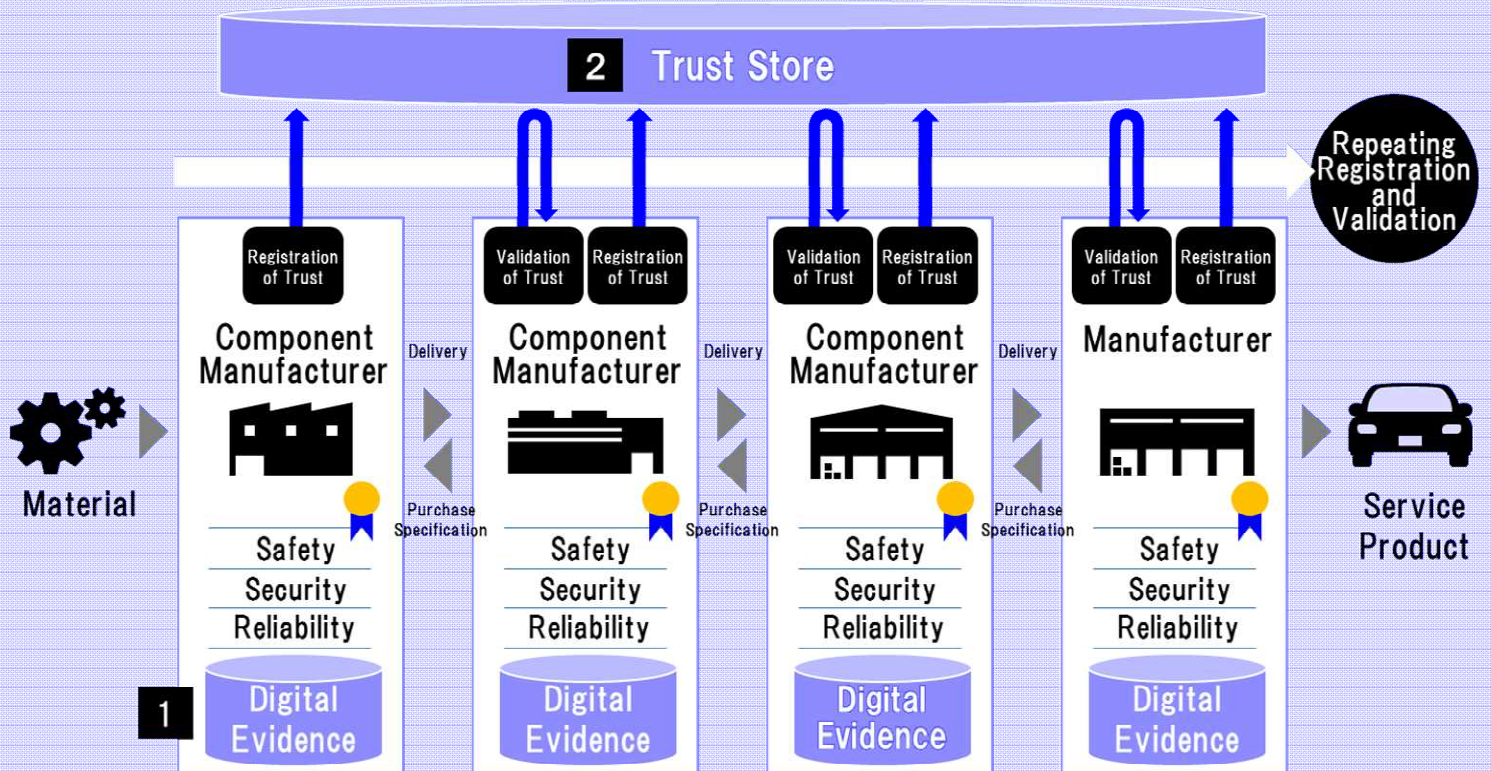 2 Trust Store
Repeating
Registration
and
Validation
Registration
of Trust
Validation
of Trust
Registration
of Trust
Validation
of Trust
Registration
of Trust
Validation
of Trust
Registration
of Trust
Component
Manufacturer
Delivery
Component
Manufacturer
Delivery
Component
Manufacturer
Delivery
Manufacturer
Material
Purchase
Specification
Purchase
Specification
Purchase
Specification
Service
Product
Safety
Security
Reliability
Safety
Security
Reliability
Safety
Security
Reliability
Safety
Security
Reliability
1
Digital
Evidence
Digital
Evidence
Digital
Evidence
Digital
Evidence